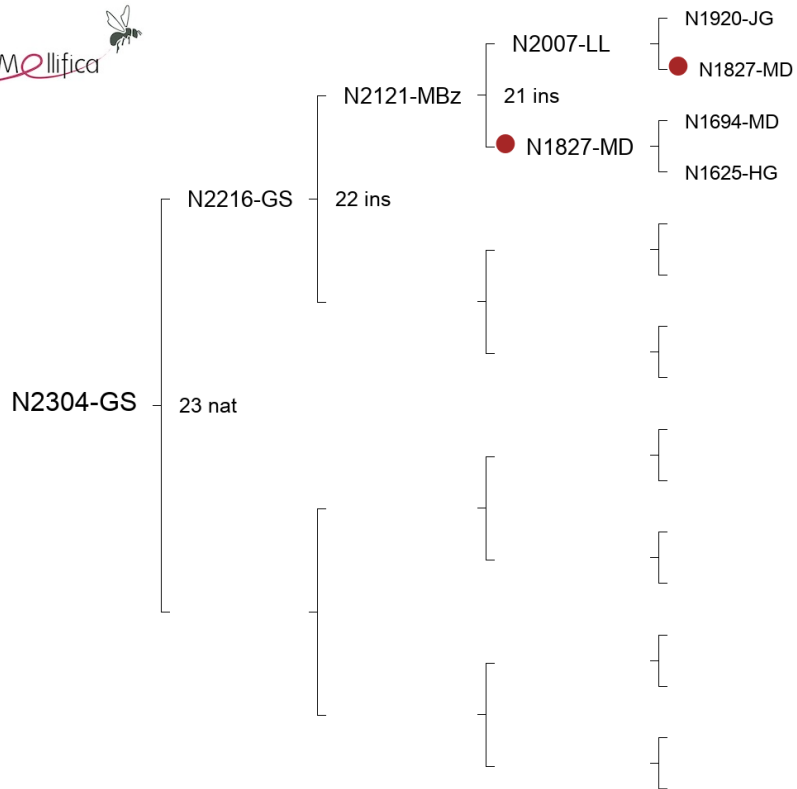 Mellifica
N1920-JG
N2007-LL
N1827-MD
N2121-MBz
21 ins
N1694-MD
N1827-MD
N1625-HG
N2216-GS
22 ins
N2304-GS
23 nat